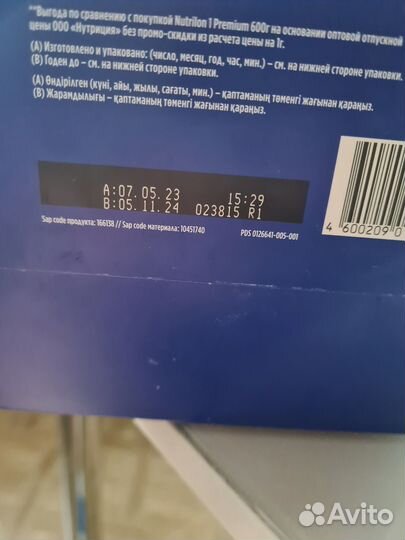 **Выгода по сравнению с покупкой Nutrilon 1 Premium 600г на основании оптовой отпускной
цены ООО «Нутриция» без промо-скидки из расчета цены на 1г.
(A) Изготовлено и упаковано: (число, месяц, год, час, мин.) – см. на нижней стороне упаковки.
(B) Годен до – см. на нижней стороне упаковки.
(A) Өндірілген (күні, айы, жылы, сағаты, мин.) – қаптаманың төменгі жағынан қараңыз.
(B) Жарамдылығы – қаптаманың төменгі жағынан қараңыз.
A:07.05.23 15:29
B:05.11.24 023815 R1
Sap code продукта: 166138 // Sap code материала: 10451740
PDS 0126641-005-001
4 600209 0
Avito